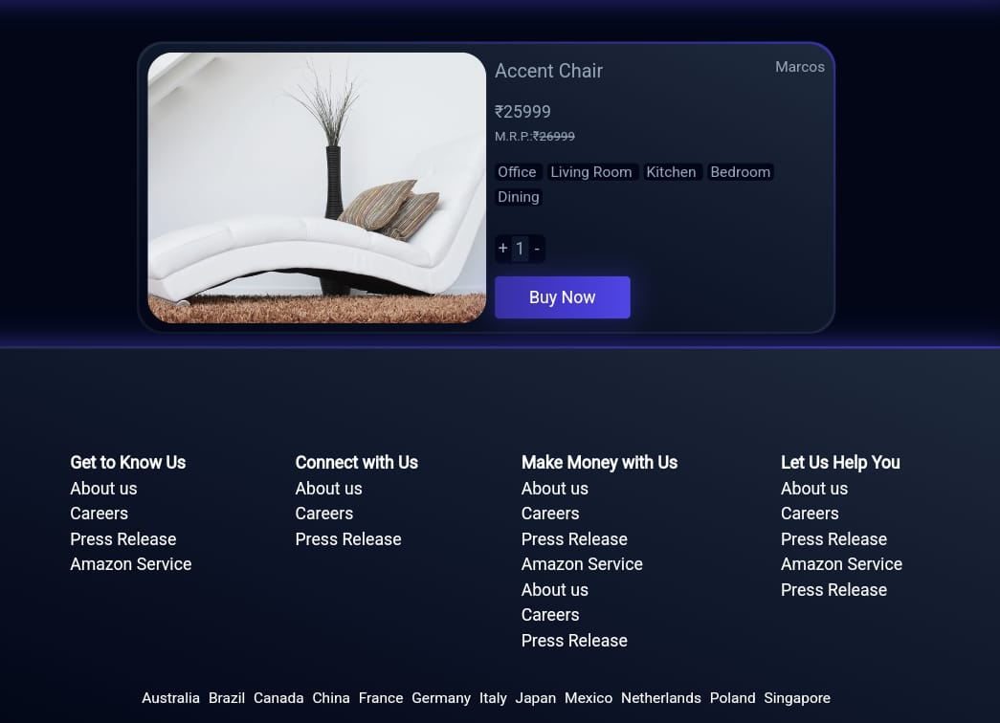 Accent Chair
Marcos
₹25999
M.R.P.:₹26999
Office Living Room Kitchen Bedroom
Dining
+ 1 -
Buy Now
Get to Know Us
About us
Careers
Press Release
Amazon Service
Connect with Us
About us
Careers
Press Release
Make Money with Us
About us
Careers
Press Release
Amazon Service
About us
Careers
Press Release
Let Us Help You
About us
Careers
Press Release
Amazon Service
Press Release
Australia Brazil Canada China France Germany Italy Japan Mexico Netherlands Poland Singapore